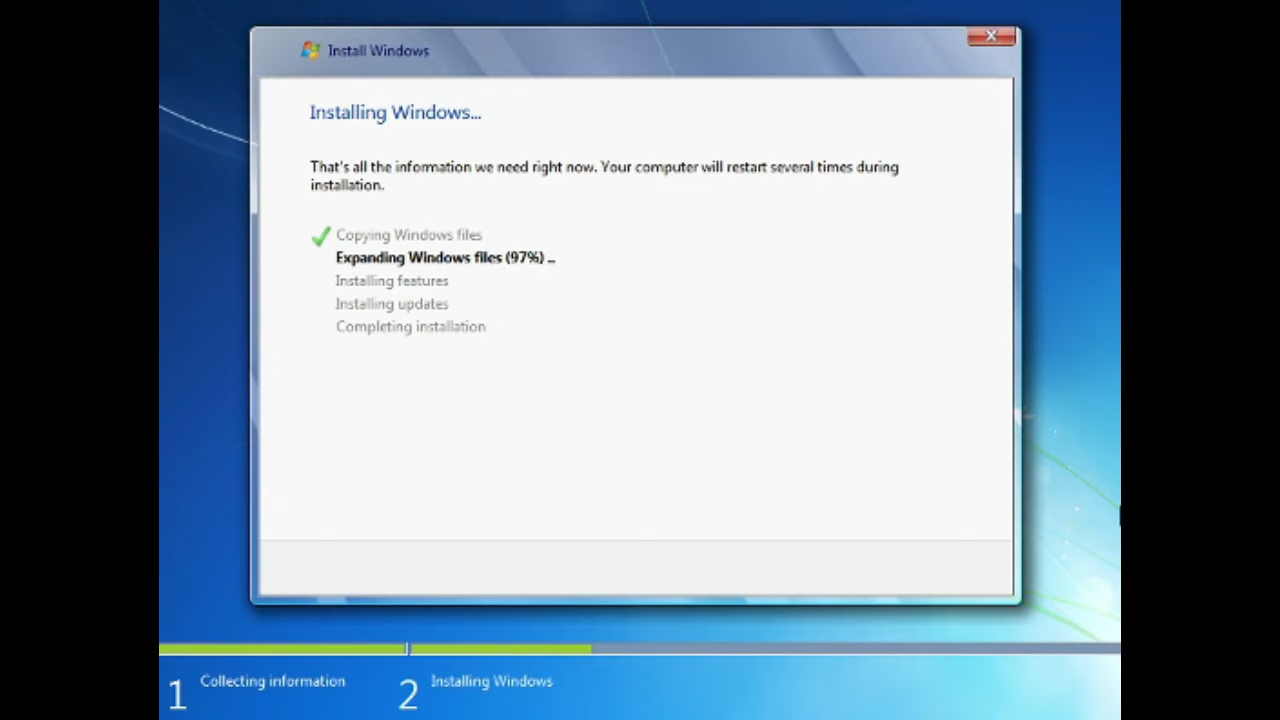 Install Windows
Installing Windows...
That's all the information we need right now. Your computer will restart several times during
installation.
Copying Windows files
Expanding Windows files (97%) ...
Installing features
Installing updates
Completing installation
1 Collecting information
2 Installing Windows